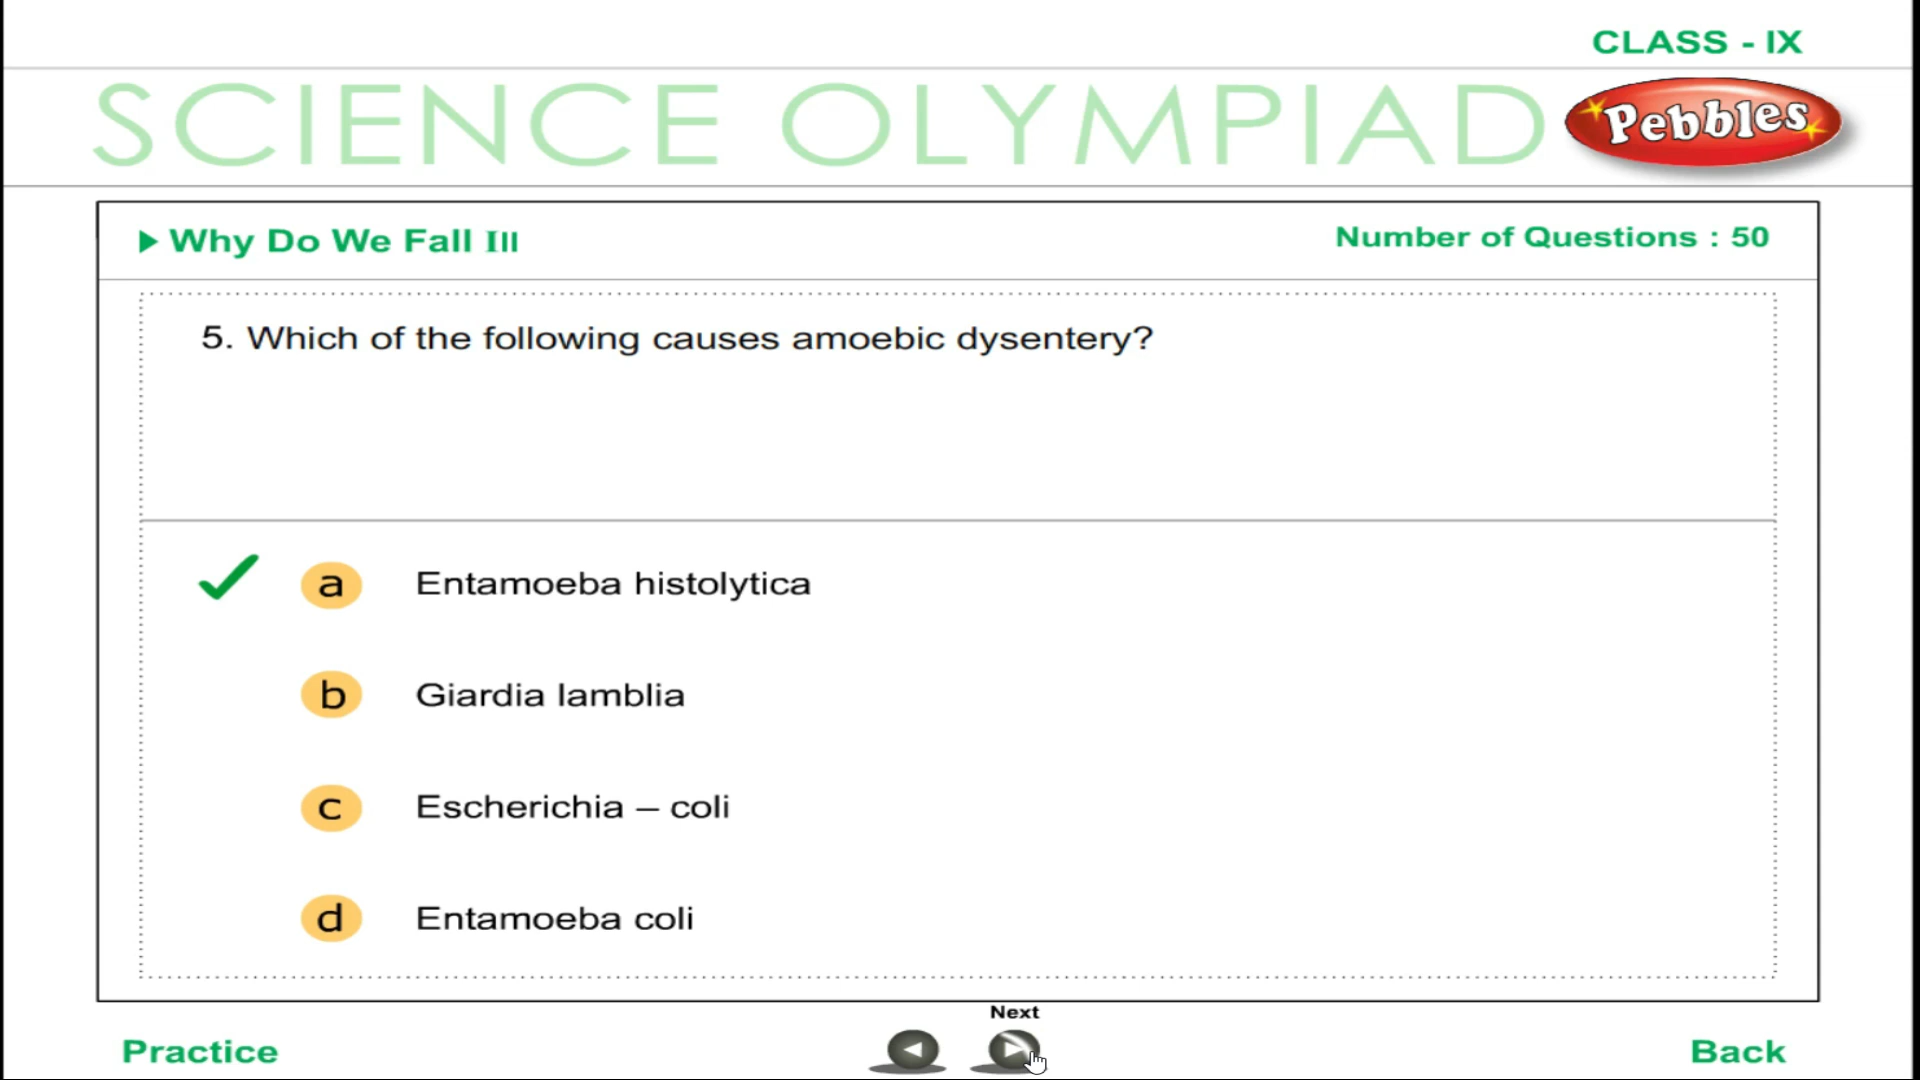 CLASS - IX
SCIENCE OLYMPIAD
Pebbles
Why Do We Fall Ill
Number of Questions : 50
5. Which of the following causes amoebic dysentery?
a Entamoeba histolytica
b Giardia lamblia
c Escherichia – coli
d Entamoeba coli
Next
Practice
Back